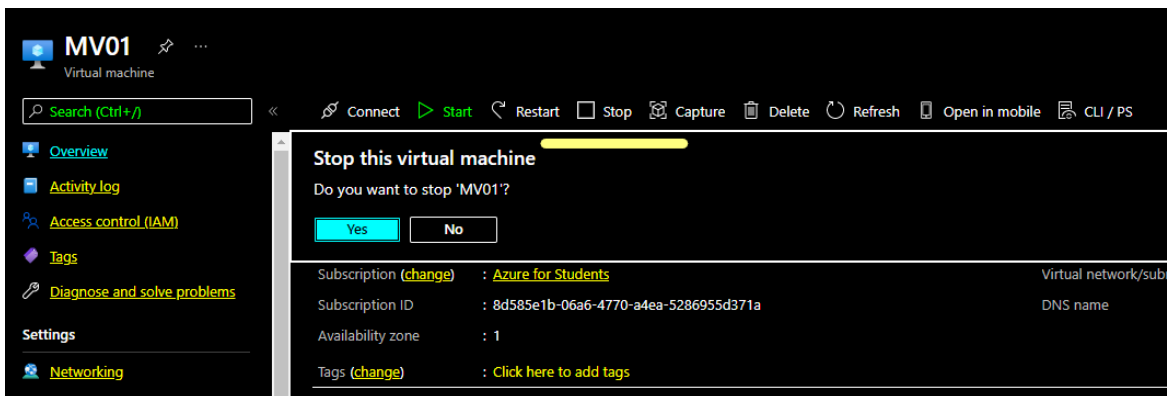 MV01
Virtual machine
Search (Ctrl+/)
Overview
Activity log
Access control (IAM)
Tags
Diagnose and solve problems
Settings
Networking
Connect Start Restart Stop Capture Delete Refresh Open in mobile CLI / PS
Stop this virtual machine
Do you want to stop 'MV01'?
Yes No
Subscription (change) : Azure for Students
Virtual network/sub
Subscription ID : 8d585e1b-06a6-4770-a4ea-5286955d371a
DNS name
Availability zone : 1
Tags (change) : Click here to add tags